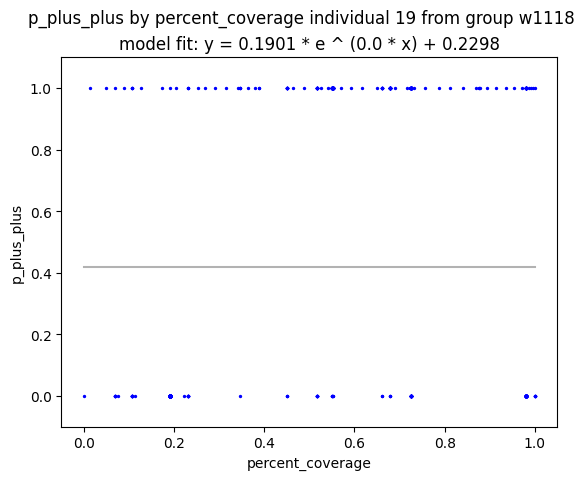 p_plus_plus by percent_coverage individual 19 from group w1118
model fit: y = 0.1901 * e ^ (0.0 * x) + 0.2298
1.0
0.8
0.6
0.4
0.2
0.0
p_plus_plus
0.0 0.2 0.4 0.6 0.8 1.0
percent_coverage